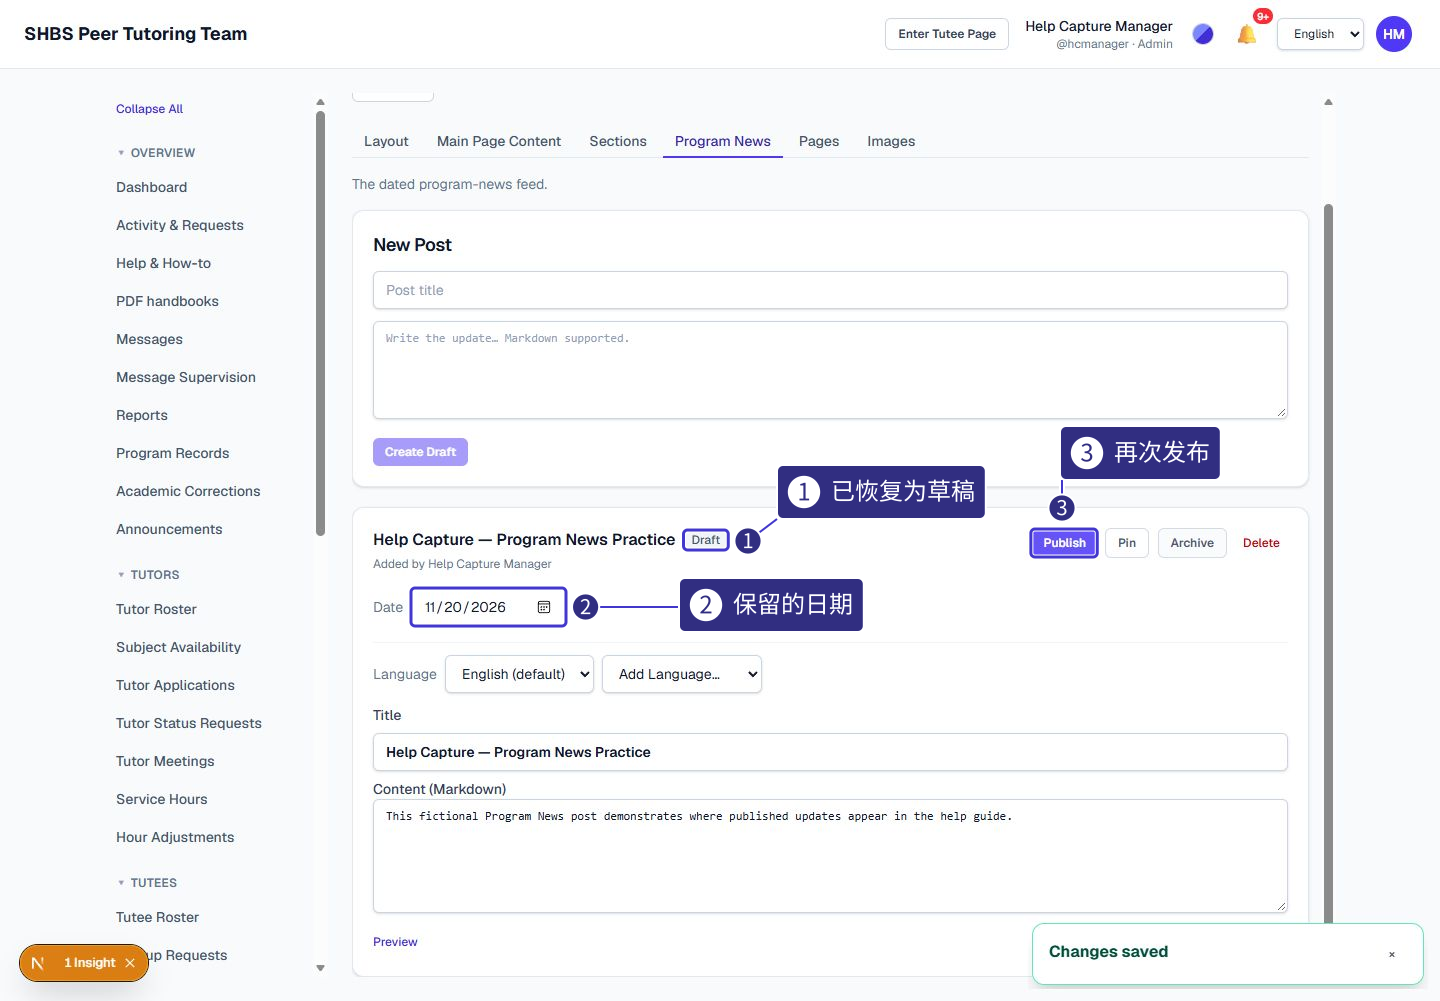 SHBS Peer Tutoring Team
Enter Tutee Page
Help Capture Manager
@hcmanager · Admin
9+
English
HM
Collapse All
OVERVIEW
Dashboard
Activity & Requests
Help & How-to
PDF handbooks
Messages
Message Supervision
Reports
Program Records
Academic Corrections
Announcements
TUTORS
Tutor Roster
Subject Availability
Tutor Applications
Tutor Status Requests
Tutor Meetings
Service Hours
Hour Adjustments
TUTEES
Tutee Roster
up Requests
1 Insight ×
Layout Main Page Content Sections Program News Pages Images
The dated program-news feed.
New Post
Post title
Write the update… Markdown supported.
Create Draft
3 再次发布
1 已恢复为草稿
3
Help Capture — Program News Practice Draft 1
Publish Pin Archive Delete
Added by Help Capture Manager
Date 11/20/2026 2
2 保留的日期
Language English (default) Add Language…
Title
Help Capture — Program News Practice
Content (Markdown)
This fictional Program News post demonstrates where published updates appear in the help guide.
Preview
Changes saved ×